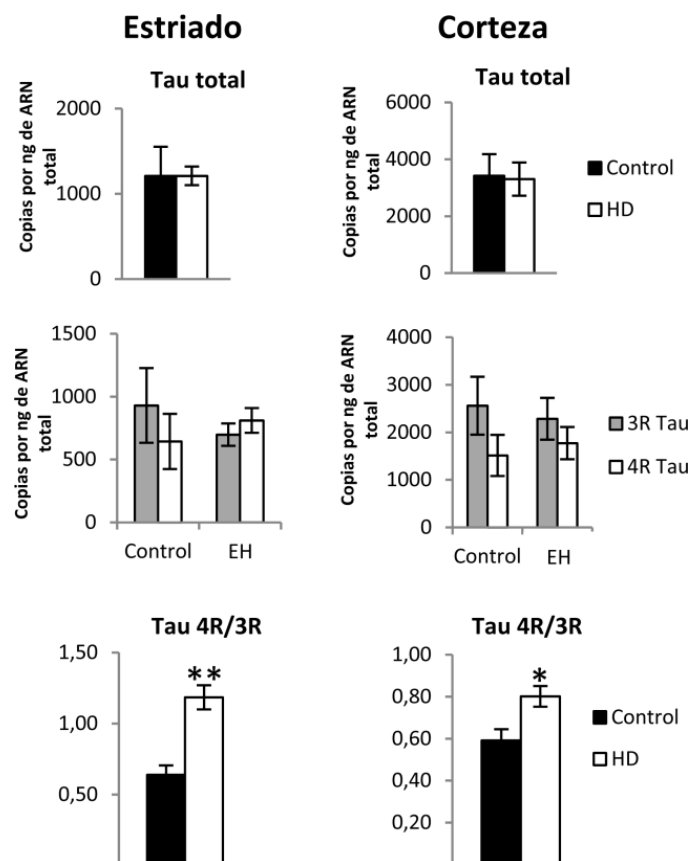 Estriado
Corteza
Tau total
Tau total
Copias por ng de ARN
total
2000
1000
0
Copias por ng de ARN
total
6000
4000
2000
0
Control
HD
Copias por ng de ARN
total
1500
1000
500
0
Control
EH
Copias por ng de ARN
total
4000
3000
2000
1000
0
Control
EH
3R Tau
4R Tau
Tau 4R/3R
1,50
1,00
0,50
**
Tau 4R/3R
1,00
0,80
0,60
0,40
0,20
*
Control
HD